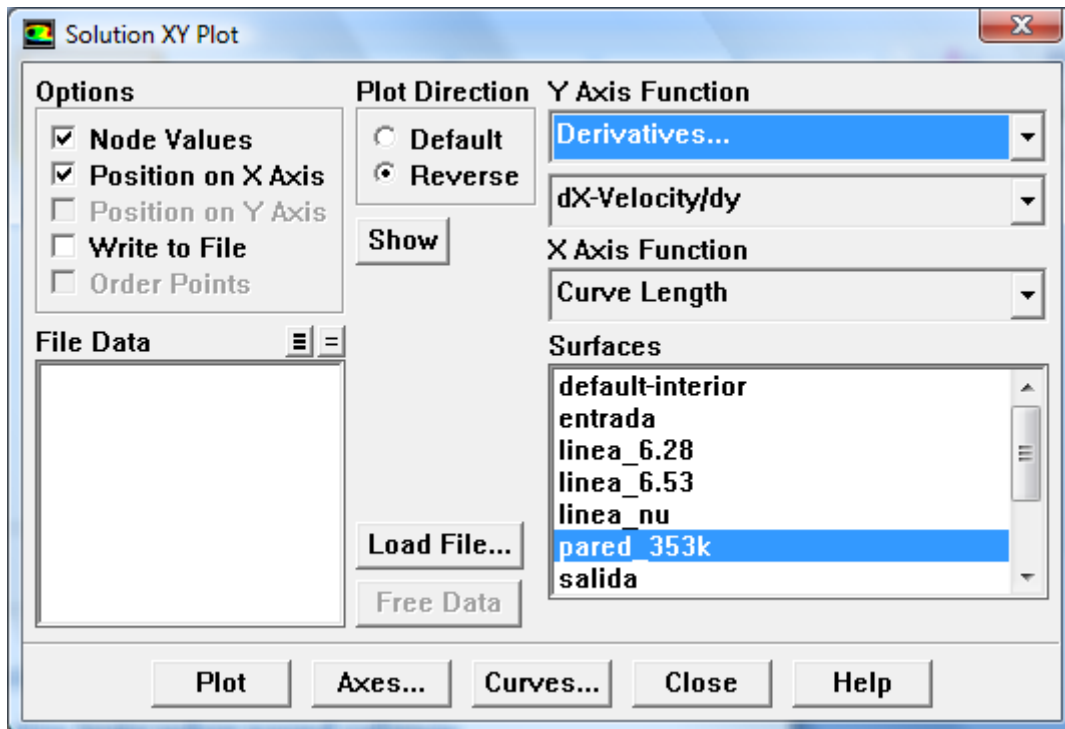 Solution XY Plot
Options
Node Values
Position on X Axis
Position on Y Axis
Write to File
Order Points
Plot Direction
Default
Reverse
Show
Y Axis Function
Derivatives...
dX-Velocity/dy
X Axis Function
Curve Length
File Data
Load File...
Free Data
Surfaces
default-interior
entrada
linea_6.28
linea_6.53
linea_nu
pared_353k
salida
Plot
Axes...
Curves...
Close
Help